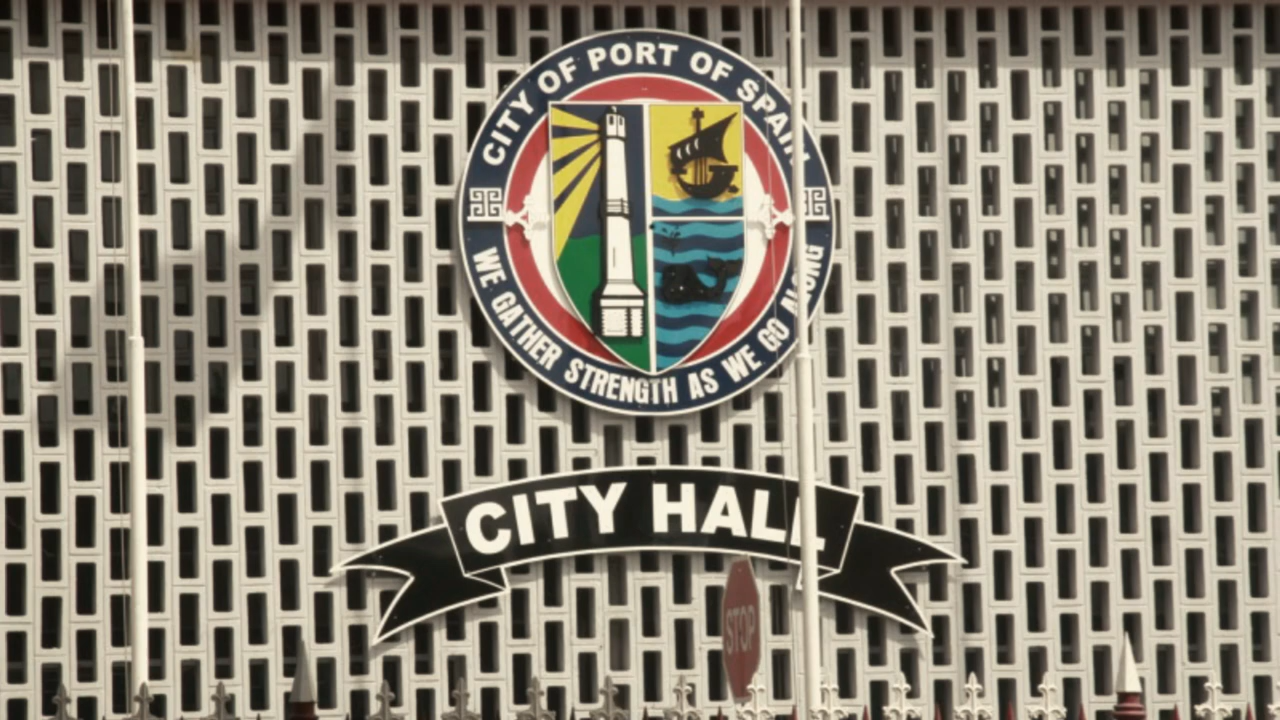 CITY OF PORT OF SPAIN
WE GATHER STRENGTH AS WE GO ALONG
CITY HALL
STOP